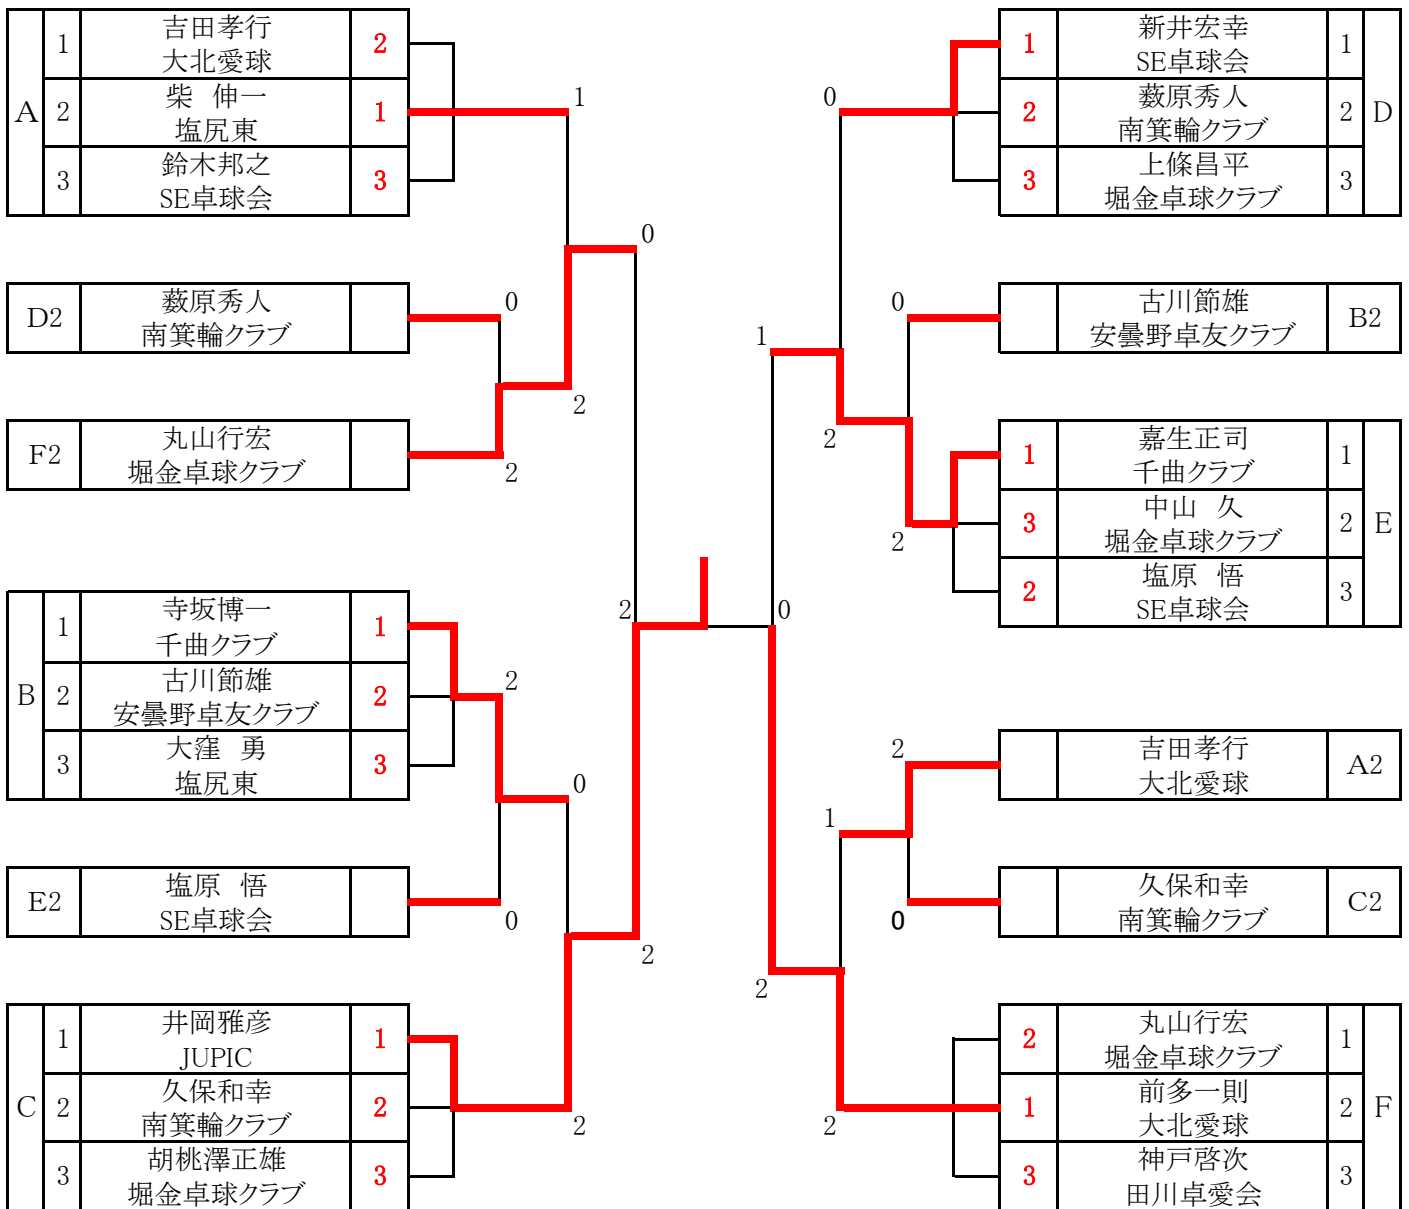 A
1
吉田孝行
大北愛球
2
2
柴　伸一
塩尻東
1
3
鈴木邦之
SE卓球会
3
1
D2
薮原秀人
南箕輪クラブ
0
0
F2
丸山行宏
堀金卓球クラブ
2
2
B
1
寺坂博一
千曲クラブ
1
2
古川節雄
安曇野卓友クラブ
2
3
大窪　勇
塩尻東
3
2
2
0
E2
塩原　悟
SE卓球会
0
2
C
1
井岡雅彦
JUPIC
1
2
久保和幸
南箕輪クラブ
2
3
胡桃澤正雄
堀金卓球クラブ
3
2
0
1
新井宏幸
SE卓球会
1
2
薮原秀人
南箕輪クラブ
2
D
3
上條昌平
堀金卓球クラブ
3
0
古川節雄
安曇野卓友クラブ
B2
1
2
1
嘉生正司
千曲クラブ
1
3
中山　久
堀金卓球クラブ
2
E
2
塩原　悟
SE卓球会
3
2
0
2
吉田孝行
大北愛球
A2
1
0
久保和幸
南箕輪クラブ
C2
2
2
丸山行宏
堀金卓球クラブ
1
1
前多一則
大北愛球
2
F
3
神戸啓次
田川卓愛会
3
2